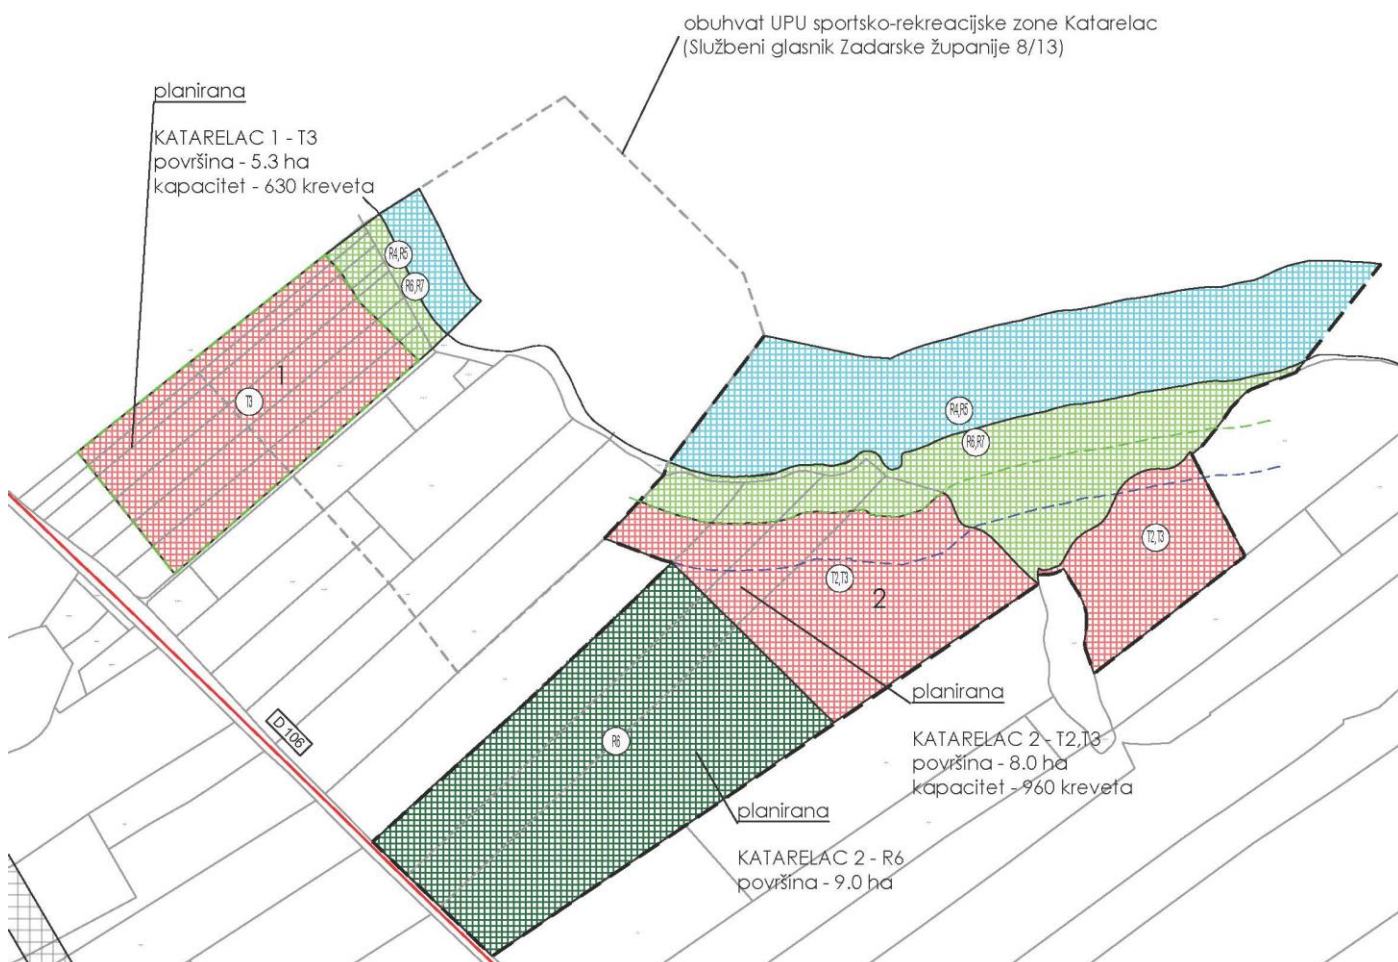 obuhvat UPU sportsko-rekreacijske zone Katarelac
(Službeni glasnik Zadarske županije 8/13)
planirana
KATARELAC 1 - T3
površina - 5.3 ha
kapacitet - 630 kreveta
R4,R5
R6,R7
1
T3
R4,R5
R6,R7
T2,T3
T2,T3
2
planirana
KATARELAC 2 - T2,T3
površina - 8.0 ha
kapacitet - 960 kreveta
D 106
R6
planirana
KATARELAC 2 - R6
površina - 9.0 ha